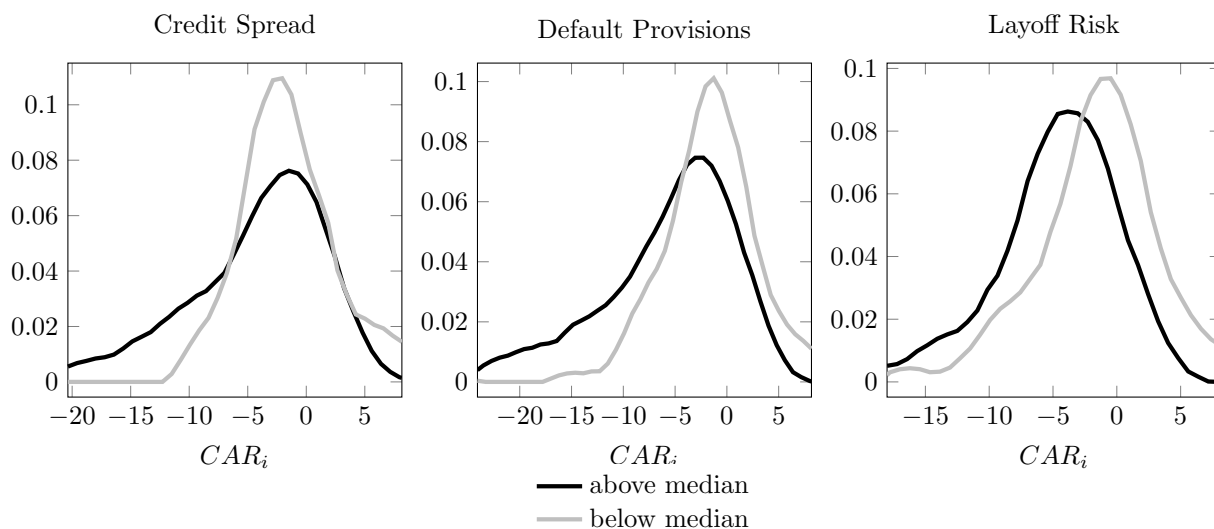 Credit Spread
0.1
0.08
0.06
0.04
0.02
0
−20 −15 −10 −5 0 5
CARᵢ
Default Provisions
0.1
0.08
0.06
0.04
0.02
0
−20 −15 −10 −5 0 5
CARᵢ
Layoff Risk
0.1
0.08
0.06
0.04
0.02
0
−15 −10 −5 0 5
CARᵢ
above median
below median